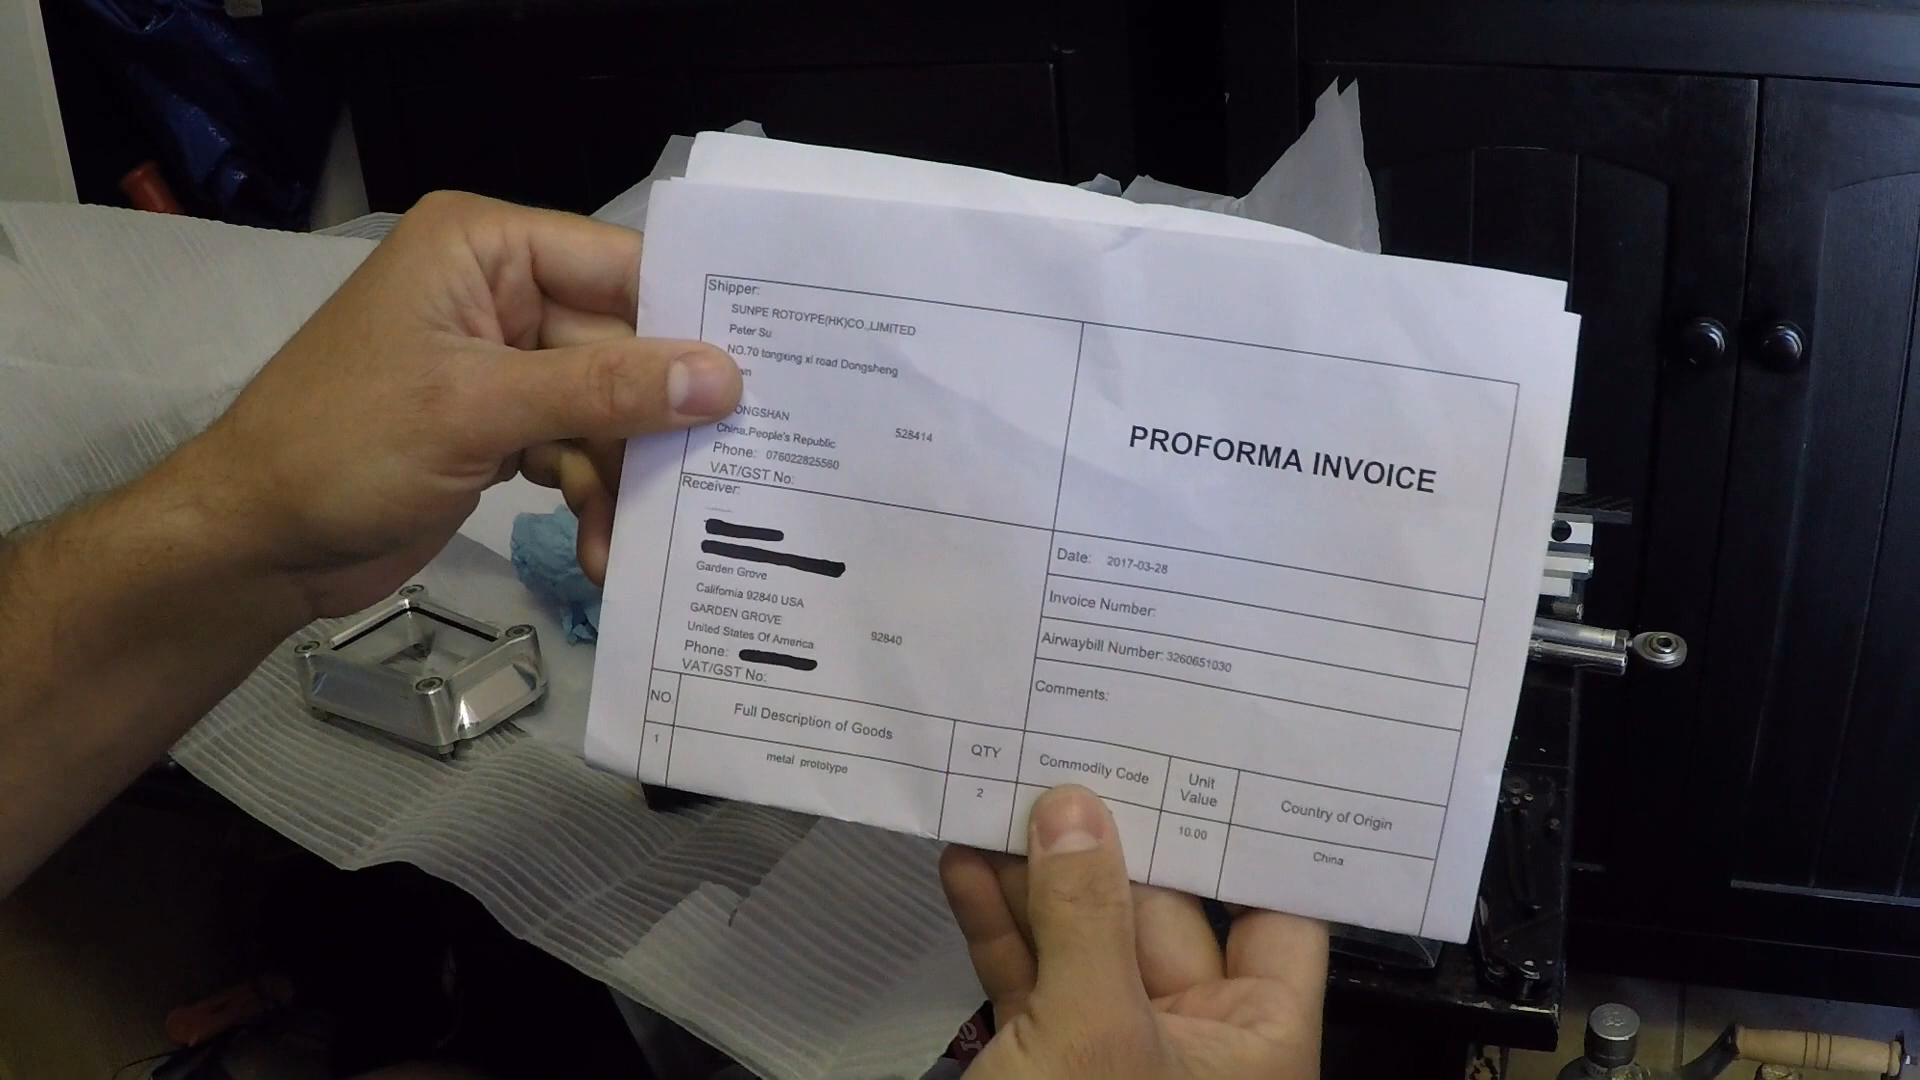 Shipper:
SUNPE ROTOYPE(HK)CO.,LIMITED
Peter Su
NO.70 tongxing xi road Dongsheng
528414
China,People's Republic
Phone: 076022825560
VAT/GST No:
PROFORMA INVOICE
Receiver:
Garden Grove
California 92840 USA
GARDEN GROVE
United States Of America 92840
Phone:
VAT/GST No:
Date: 2017-03-28
Invoice Number:
Airwaybill Number: 3260651030
Comments:
NO. Full Description of Goods QTY Commodity Code Unit Value Country of Origin
1 metal prototype 2 10.00 China